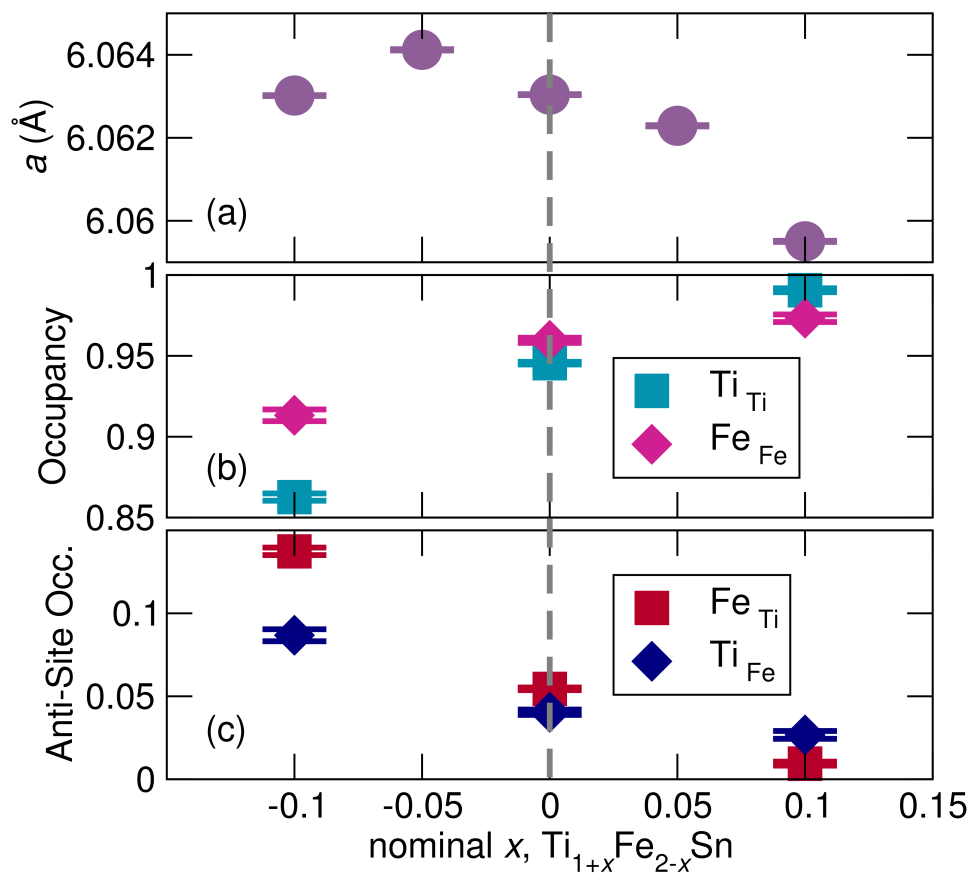 6.064
6.062
6.06
a (Å)
(a)
1
0.95
0.9
0.85
Occupancy
(b)
Ti Ti
Fe Fe
0.1
0.05
0
Anti-Site Occ.
(c)
Fe Ti
Ti Fe
-0.1 -0.05 0 0.05 0.1 0.15
nominal x, Ti1+xFe2-xSn